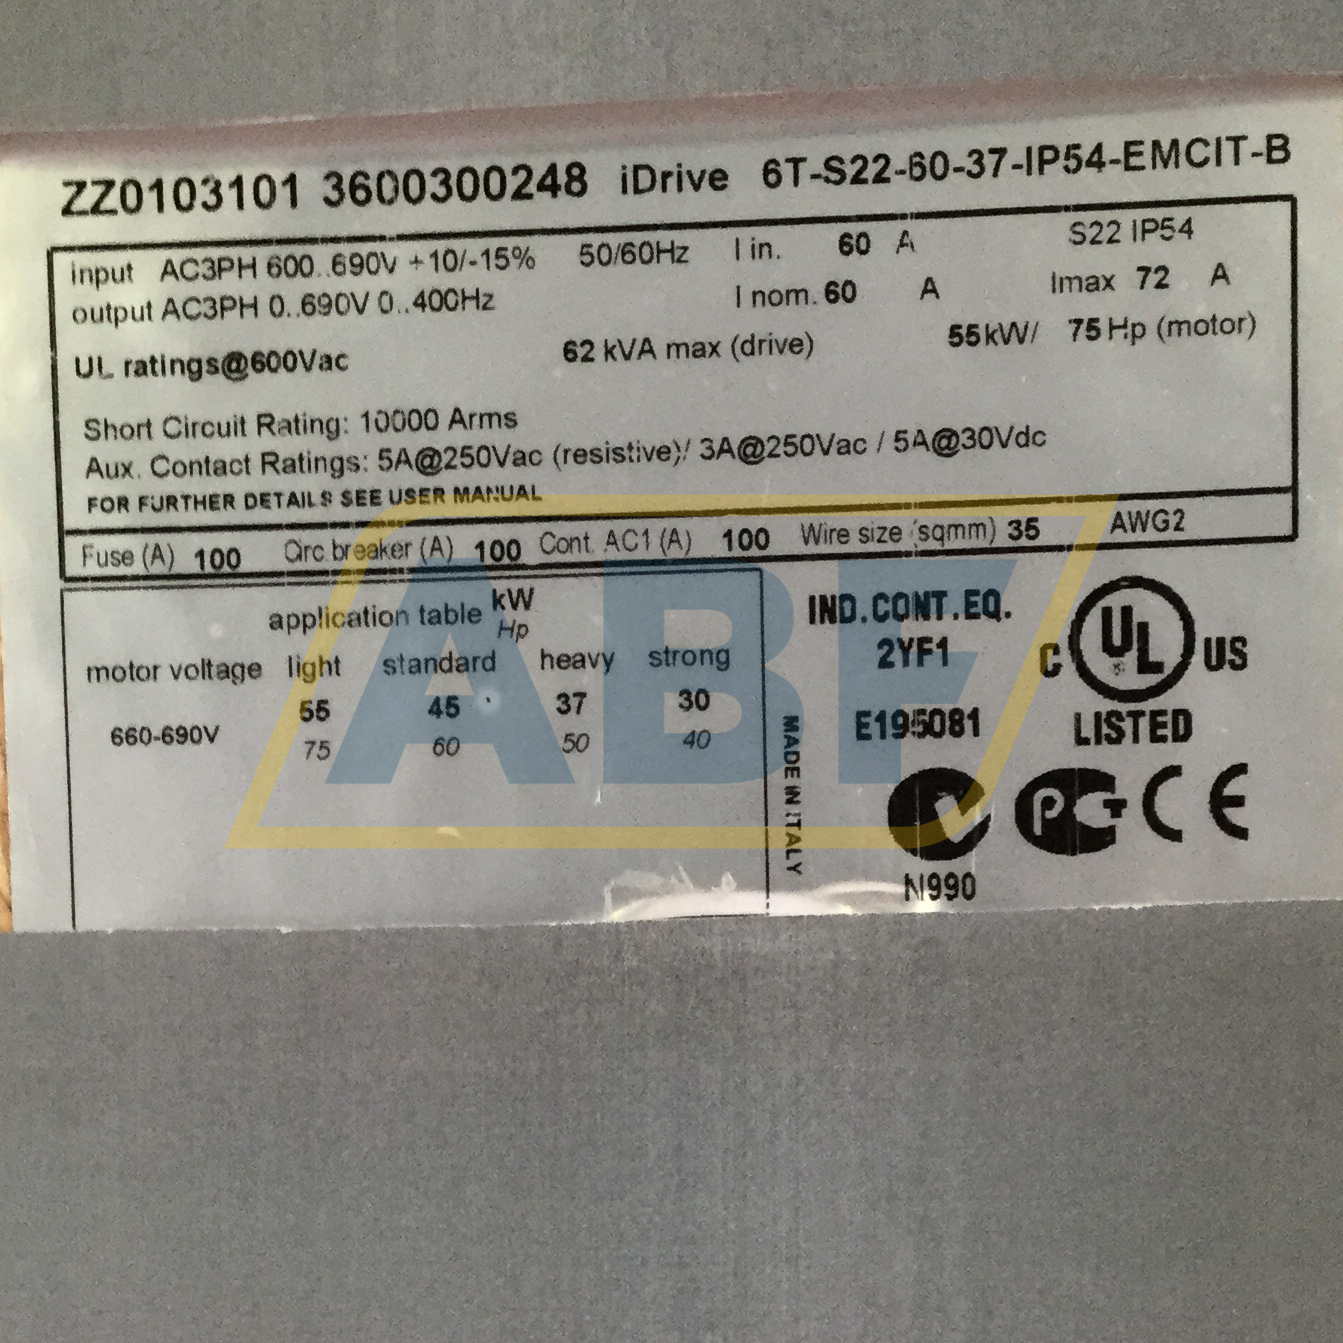 ZZ0103101 3600300248 iDrive 6T-S22-60-37-IP54-EMCIT-B
input AC3PH 600..690V +10/-15% 50/60Hz I in. 60 A S22 IP54
output AC3PH 0..690V 0..400Hz I nom. 60 A Imax 72 A
UL ratings@600Vac 62 kVA max (drive) 55kW/ 75 Hp (motor)
Short Circuit Rating: 10000 Arms
Aux. Contact Ratings: 5A@250Vac (resistive)/ 3A@250Vac / 5A@30Vdc
FOR FURTHER DETAILS SEE USER MANUAL
Fuse (A) 100 Circ breaker (A) 100 Cont. AC1 (A) 100 Wire size (sqmm) 35 AWG2
application table kW
Hp
motor voltage light standard heavy strong
55 45 37 30
660-690V
75 60 50 40
MADE IN ITALY
IND.CONT.EQ.
2YF1
E195081
C UL US
LISTED
PCT CE
N990
ABF